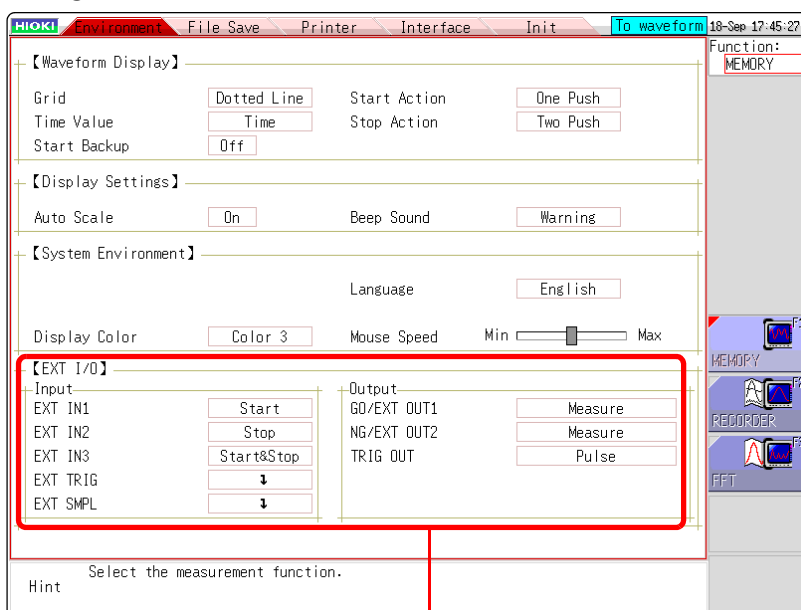 HIOKI Environment File Save Printer Interface Init To waveform 18-Sep 17:45:27
Function:
MEMORY
【Waveform Display】
Grid Dotted Line Start Action One Push
Time Value Time Stop Action Two Push
Start Backup Off
【Display Settings】
Auto Scale On Beep Sound Warning
【System Environment】
Language English
Display Color Color 3 Mouse Speed Min Max
【EXT I/O】
Input Output
EXT IN1 Start GO/EXT OUT1 Measure
EXT IN2 Stop NG/EXT OUT2 Measure
EXT IN3 Start&Stop TRIG OUT Pulse
EXT TRIG ↴
EXT SMPL ↴
MEMORY
RECORDER
FFT
Select the measurement function.
Hint